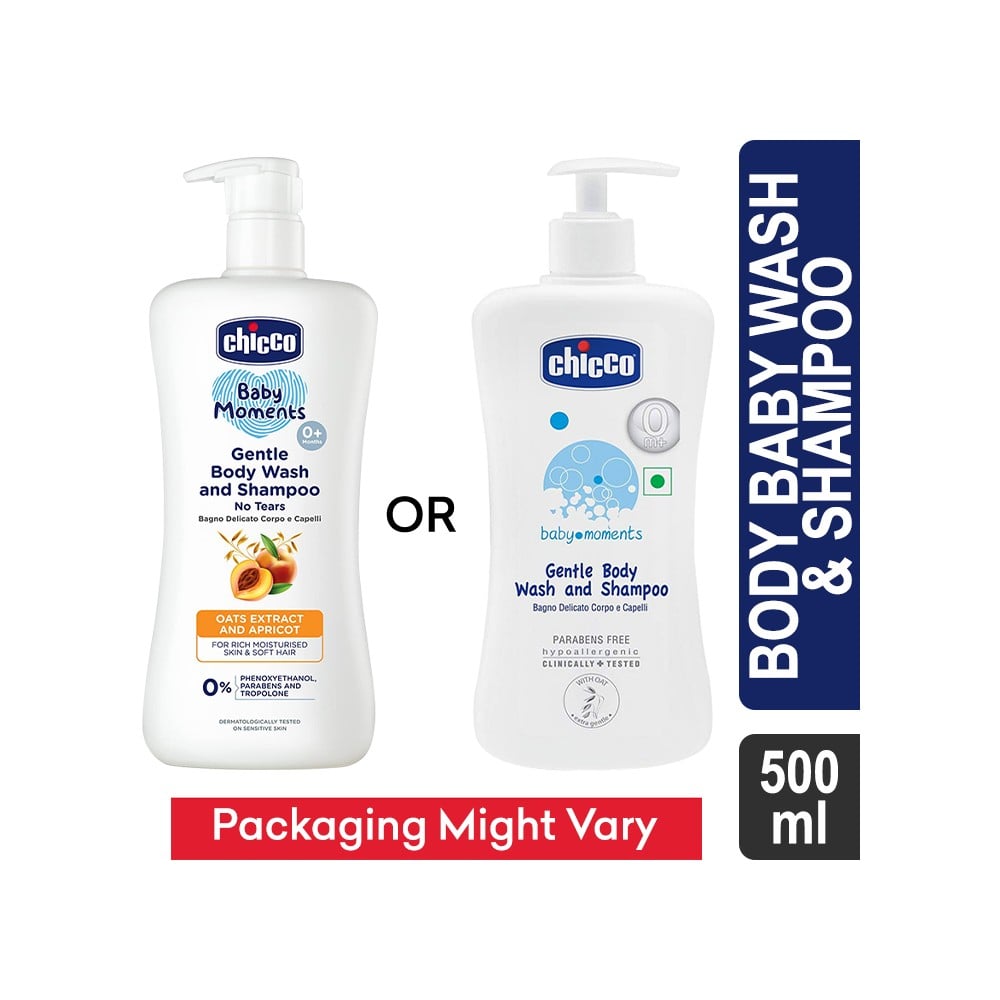 chicco
Baby
Moments
0+
Months
Gentle
Body Wash
and Shampoo
No Tears
Bagno Delicato Corpo e Capelli
OATS EXTRACT
AND APRICOT
FOR RICH MOISTURISED
SKIN & SOFT HAIR
0% PHENOXYETHANOL,
PARABENS AND
TROPOLONE
DERMATOLOGICALLY TESTED
ON SENSITIVE SKIN
OR
chicco
0
m+
baby moments
Gentle Body
Wash and Shampoo
Bagno Delicato Corpo e Capelli
PARABENS FREE
hypoallergenic
CLINICALLY + TESTED
WITH OAT
extra gentle
Packaging Might Vary
BODY BABY WASH
& SHAMPOO
500
ml